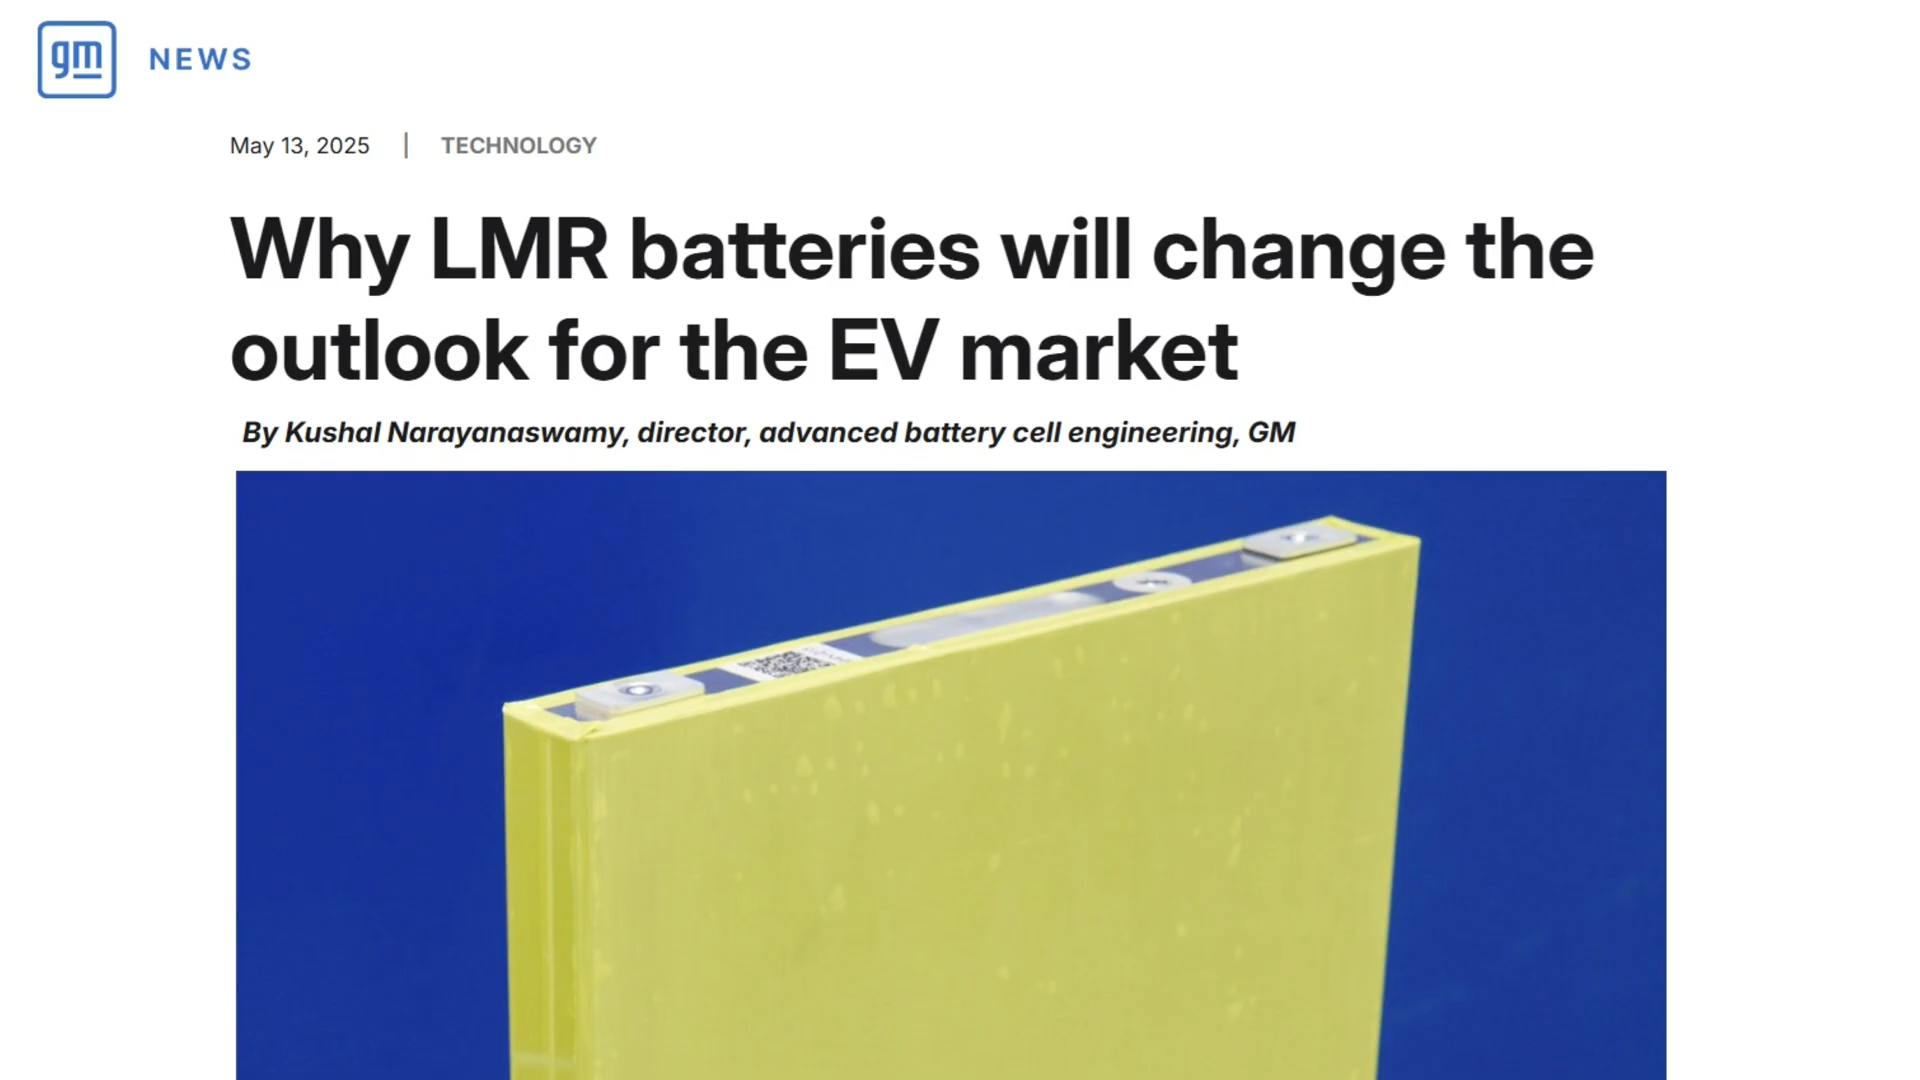 gm NEWS
May 13, 2025 | TECHNOLOGY
Why LMR batteries will change the
outlook for the EV market
By Kushal Narayanaswamy, director, advanced battery cell engineering, GM